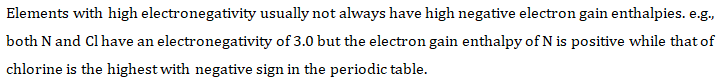 Elements with high electronegativity usually not always have high negative electron gain enthalpies. e.g.,
both N and Cl have an electronegativity of 3.0 but the electron gain enthalpy of N is positive while that of
chlorine is the highest with negative sign in the periodic table.